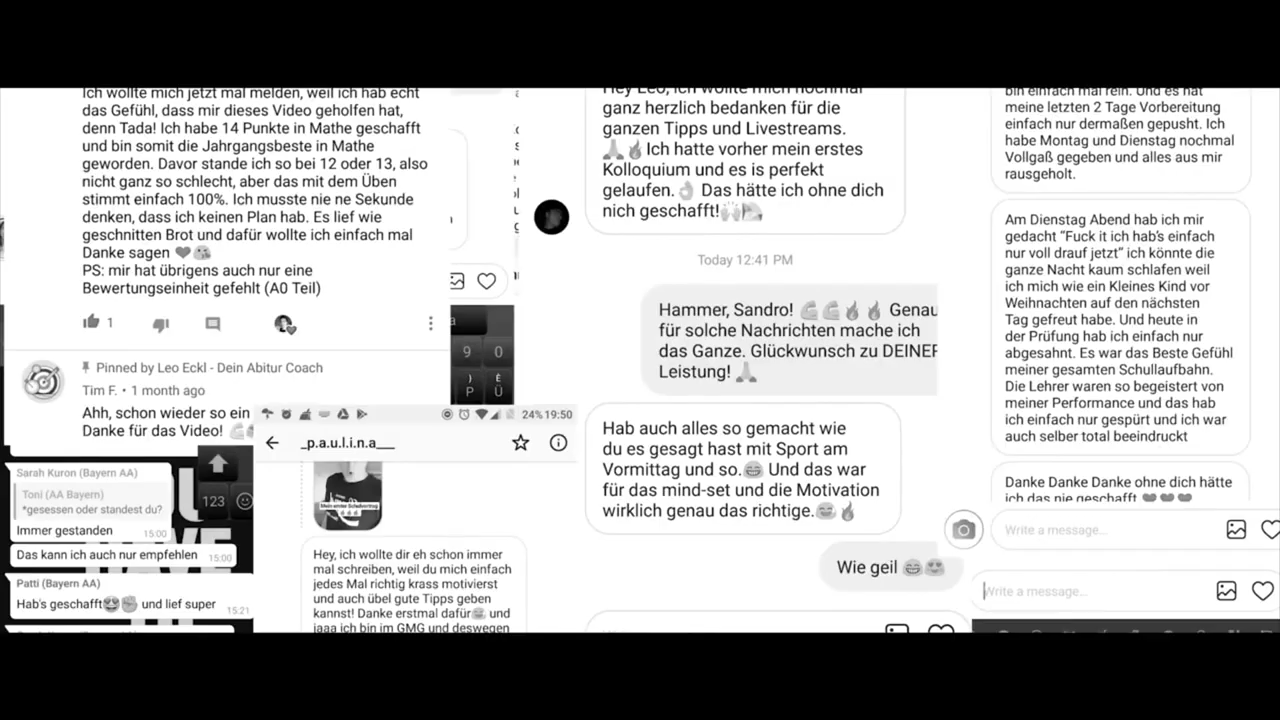 Ich wollte mich jetzt mal melden, weil ich hab echt
das Gefühl, dass mir dieses Video geholfen hat,
denn Tada! Ich habe 14 Punkte in Mathe geschafft
und bin somit die Jahrgangsbeste in Mathe
geworden. Davor stande ich so bei 12 oder 13, also
nicht ganz so schlecht, aber das mit dem Üben
stimmt einfach 100%. Ich musste nie ne Sekunde
denken, dass ich keinen Plan hab. Es lief wie
geschnitten Brot und dafür wollte ich einfach mal
Danke sagen ❤😘
PS: mir hat übrigens auch nur eine
Bewertungseinheit gefehlt (A0 Teil)
1
Pinned by Leo Eckl - Dein Abitur Coach
Tim F. • 1 month ago
Ahh, schon wieder so ein
Danke für das Video! 💪
Sarah Kuron (Bayern AA)
Toni (AA Bayern)
*gesessen oder standest du?
Immer gestanden
15:00
Das kann ich auch nur empfehlen
15:00
Patti (Bayern AA)
Hab's geschafft😍✊ und lief super
15:21
a
9 0
) È
P Ü
123
24% 19:50
_p.a.u.l.i.n.a___
Mein erster Schulvortrag
Hey, ich wollte dir eh schon immer
mal schreiben, weil du mich einfach
jedes Mal richtig krass motivierst
und auch übel gute Tipps geben
kannst! Danke erstmal dafür😁 und
jaaa ich bin im GMG und deswegen
Hey Leo, ich wollte mich nochmal
ganz herzlich bedanken für die
ganzen Tipps und Livestreams.
🙏🔥Ich hatte vorher mein erstes
Kolloquium und es is perfekt
gelaufen.👌 Das hätte ich ohne dich
nich geschafft!🙌
Today 12:41 PM
Hammer, Sandro! 💪💪🔥🔥 Genau
für solche Nachrichten mache ich
das Ganze. Glückwunsch zu DEINER
Leistung! 🙏
Hab auch alles so gemacht wie
du es gesagt hast mit Sport am
Vormittag und so.😁 Und das war
für das mind-set und die Motivation
wirklich genau das richtige.😁🔥
Wie geil 😁😍
bin einfach mal rein. Und es hat
meine letzten 2 Tage Vorbereitung
einfach nur dermaßen gepusht. Ich
habe Montag und Dienstag nochmal
Vollgaß gegeben und alles aus mir
rausgeholt.
Am Dienstag Abend hab ich mir
gedacht "Fuck it ich hab's einfach
nur voll drauf jetzt" ich könnte die
ganze Nacht kaum schlafen weil
ich mich wie ein Kleines Kind vor
Weihnachten auf den nächsten
Tag gefreut habe. Und heute in
der Prüfung hab ich einfach nur
abgesahnt. Es war das Beste Gefühl
meiner gesamten Schullaufbahn.
Die Lehrer waren so begeistert von
meiner Performance und das hab
ich einfach nur gespürt und ich war
auch selber total beeindruckt
Danke Danke Danke ohne dich hätte
ich das nie geschafft ❤❤❤
Write a message...
Write a message...